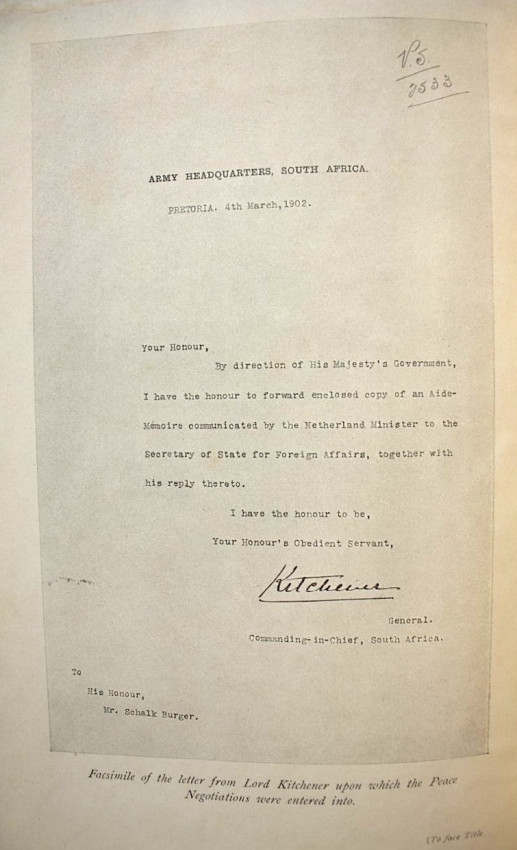 P.S.
2533
ARMY HEADQUARTERS, SOUTH AFRICA.
PRETORIA. 4th March, 1902.
Your Honour,
By direction of His Majesty's Government,
I have the honour to forward enclosed copy of an Aide-
Mémoire communicated by the Netherland Minister to the
Secretary of State for Foreign Affairs, together with
his reply thereto.
I have the honour to be,
Your Honour's Obedient Servant,
Kitchener
General.
Commanding-in-Chief, South Africa.
To
His Honour,
Mr. Schalk Burger.
Facsimile of the letter from Lord Kitchener upon which the Peace
Negotiations were entered into.
[To face Title